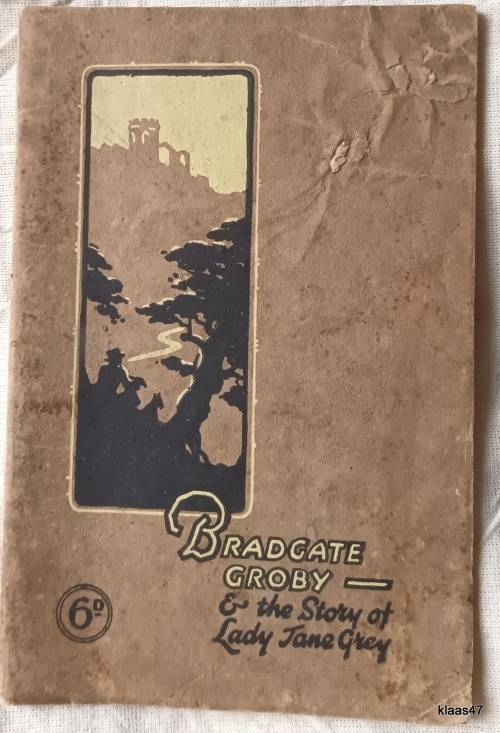 BRADGATE
GROBY —
& the Story of
Lady Jane Grey
6D
klaas47